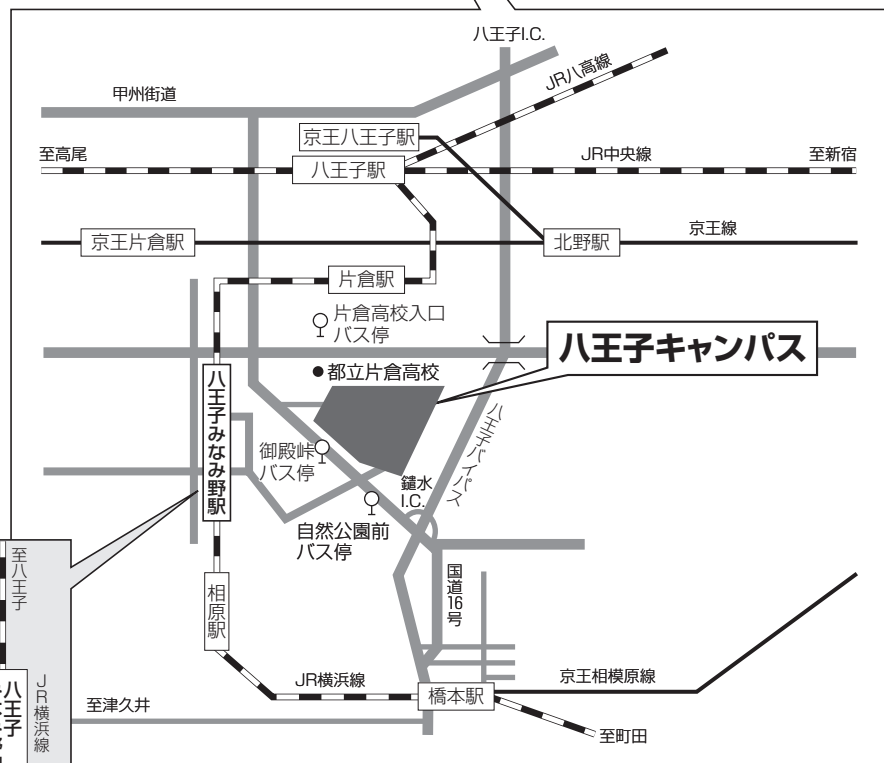 八王子I.C.
JR八高線
甲州街道
京王八王子駅
至高尾
八王子駅
JR中央線
至新宿
京王片倉駅
北野駅
京王線
片倉駅
片倉高校入口
バス停
八王子キャンパス
都立片倉高校
八王子みなみ野駅
八王子バイパス
御殿峠
バス停
鑓水
I.C.
自然公園前
バス停
至八王子
相原駅
国道16号
JR横浜線
八王子
JR横浜線
橋本駅
京王相模原線
至津久井
至町田